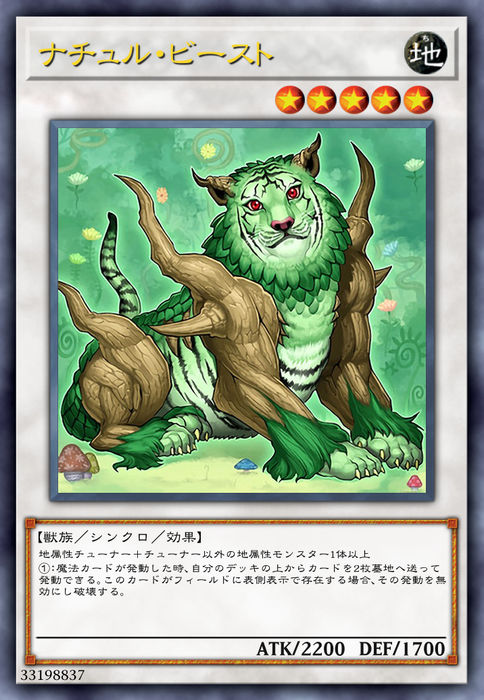 ナチュル・ビースト
ち
地
【獣族／シンクロ／効果】
地属性チューナー＋チューナー以外の地属性モンスター1体以上
①：魔法カードが発動した時、自分のデッキの上からカードを2枚墓地へ送って
発動できる。このカードがフィールドに表側表示で存在する場合、その発動を無
効にし破壊する。
ATK/2200 DEF/1700
33198837